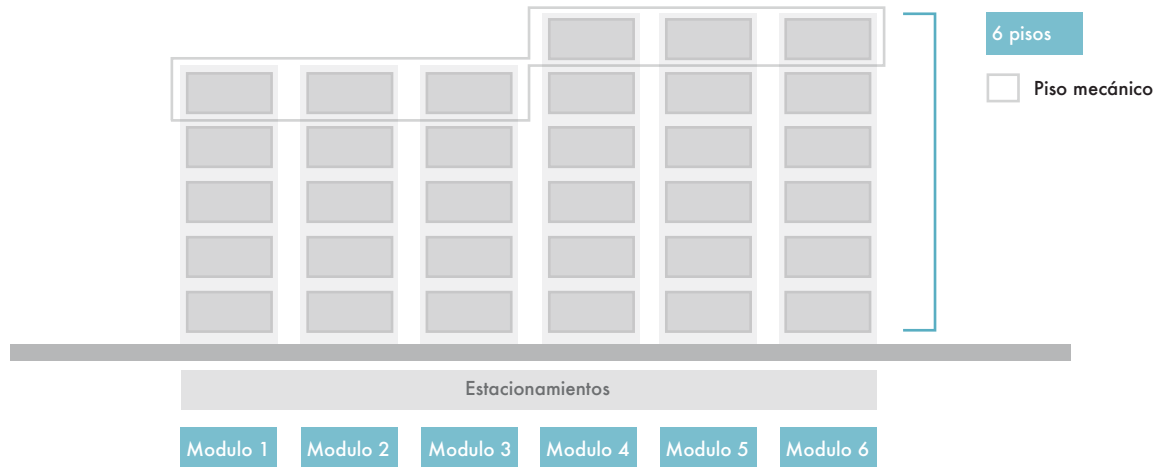 6 pisos
Piso mecánico
Estacionamientos
Modulo 1
Modulo 2
Modulo 3
Modulo 4
Modulo 5
Modulo 6